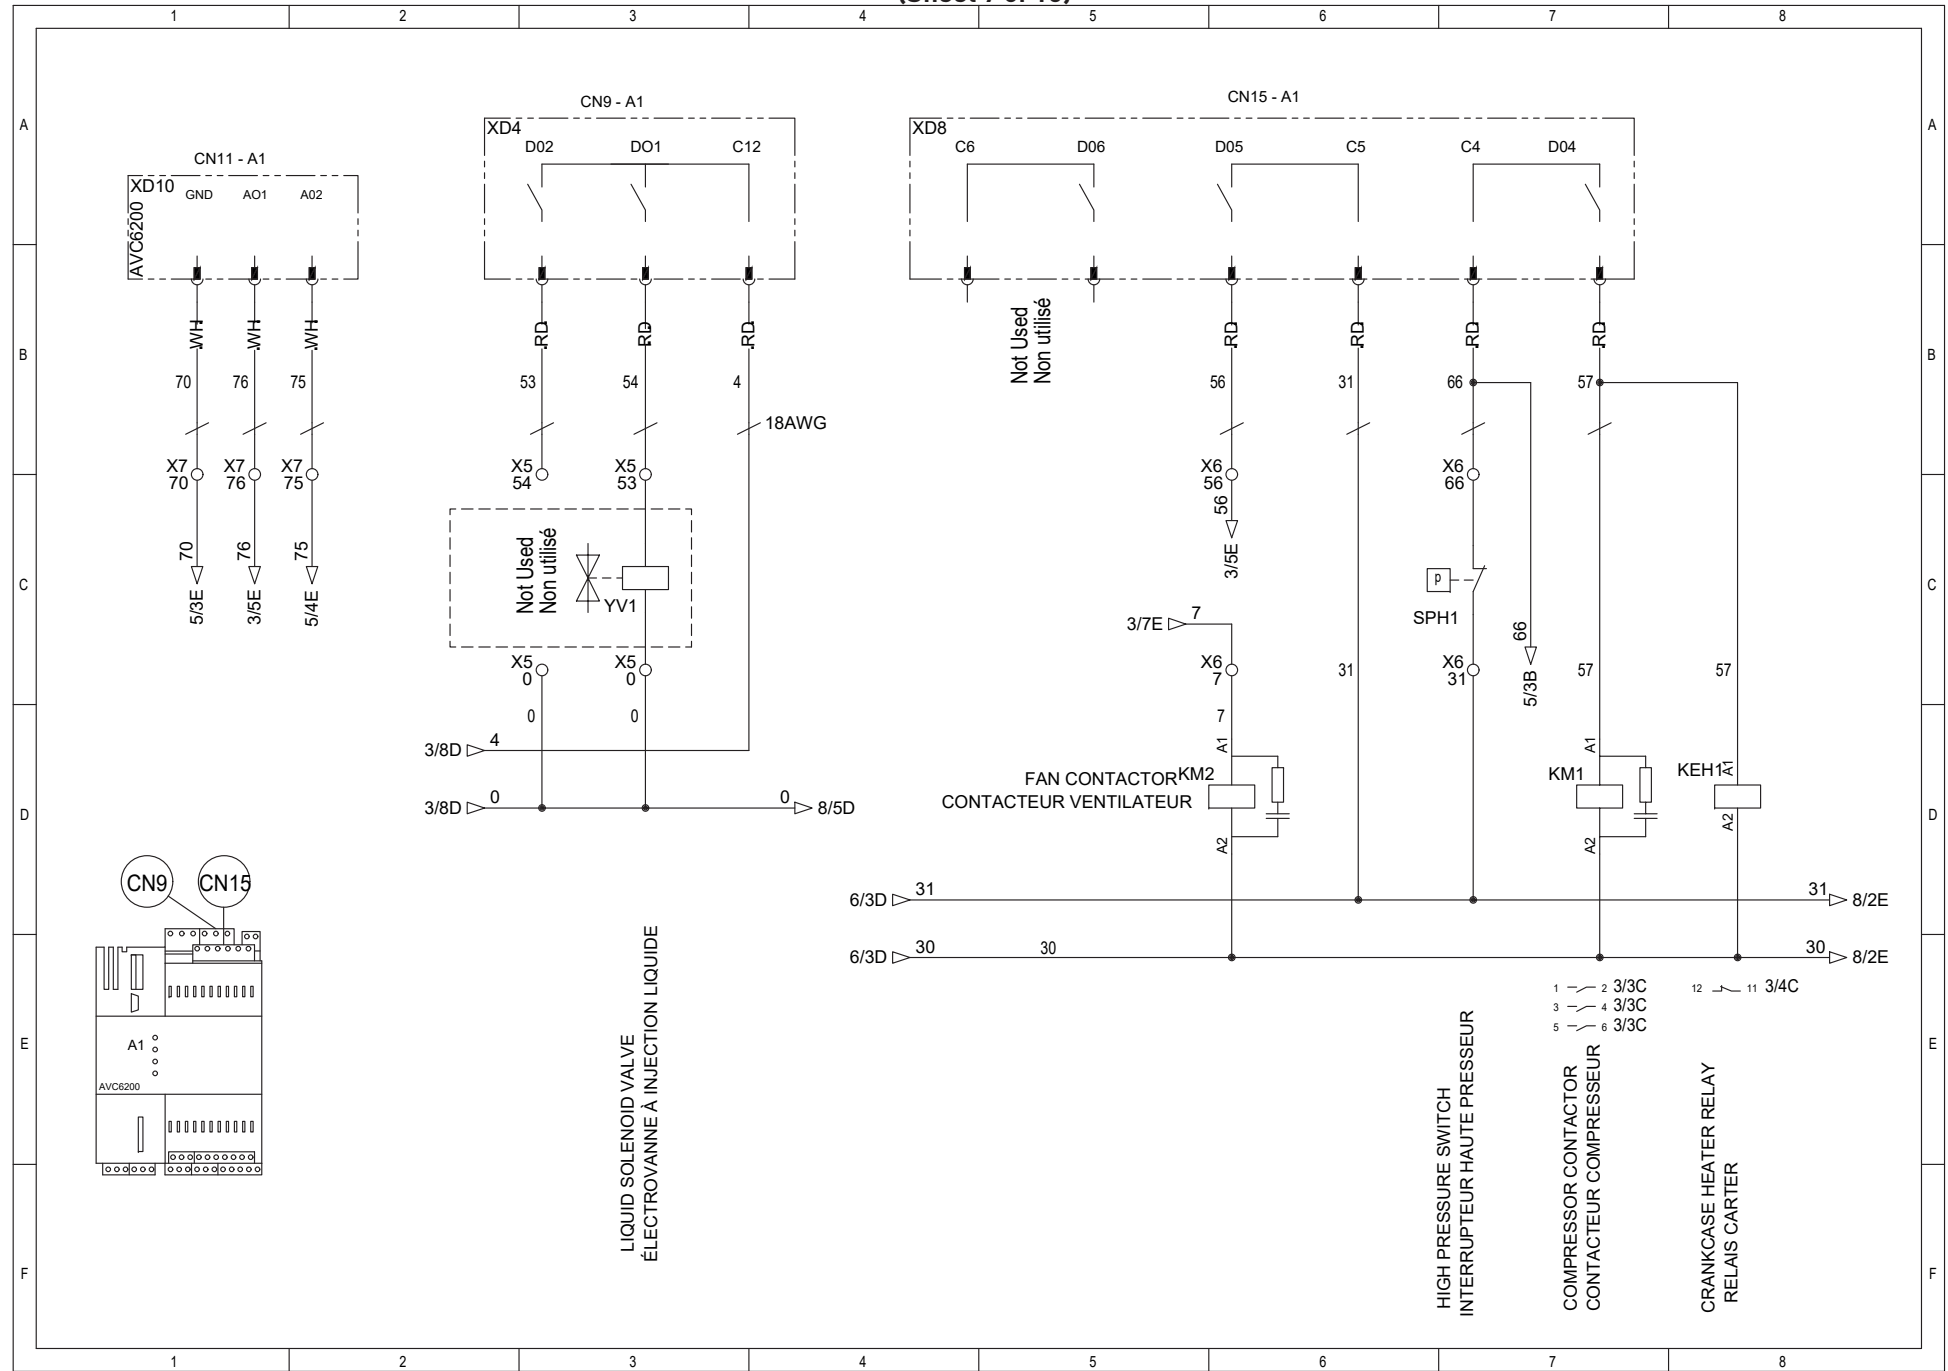 1 2 3 4 5 6 7 8
CN9 - A1
CN15 - A1
A
A
XD4
XD8
D02 DO1 C12
C6 D06 D05 C5 C4 D04
CN11 - A1
XD10
GND AO1 A02
AVC6200
WH WH WH
RD RD RD
Not Used
Non utilisé
RD RD RD RD
B
B
70 76 75
53 54 4
56 31 66 57
18AWG
X7
70
X7
76
X7
75
X5
54
X5
53
X6
56
X6
66
70 76 75
56
5/3E 3/5E 5/4E
Not Used
Non utilisé
YV1
3/5E
C
C
P
SPH1
3/7E 7
66
5/3B
X5
0
X5
0
X6
7
31
X6
31
57 57
0 0
7
3/8D 4
3/8D 0
0 8/5D
FAN CONTACTOR
CONTACTEUR VENTILATEUR
KM2
A1
A2
KM1
A1
A2
KEH1
A1
A2
D
D
CN9 CN15
6/3D 31
31 8/2E
6/3D 30
30
30 8/2E
1 2 3/3C
3 4 3/3C
5 6 3/3C
12 11 3/4C
E
E
A1
AVC6200
LIQUID SOLENOID VALVE
ÉLECTROVANNE À INJECTION LIQUIDE
HIGH PRESSURE SWITCH
INTERRUPTEUR HAUTE PRESSEUR
COMPRESSOR CONTACTOR
CONTACTEUR COMPRESSEUR
CRANKCASE HEATER RELAY
RELAIS CARTER
F
F
1 2 3 4 5 6 7 8